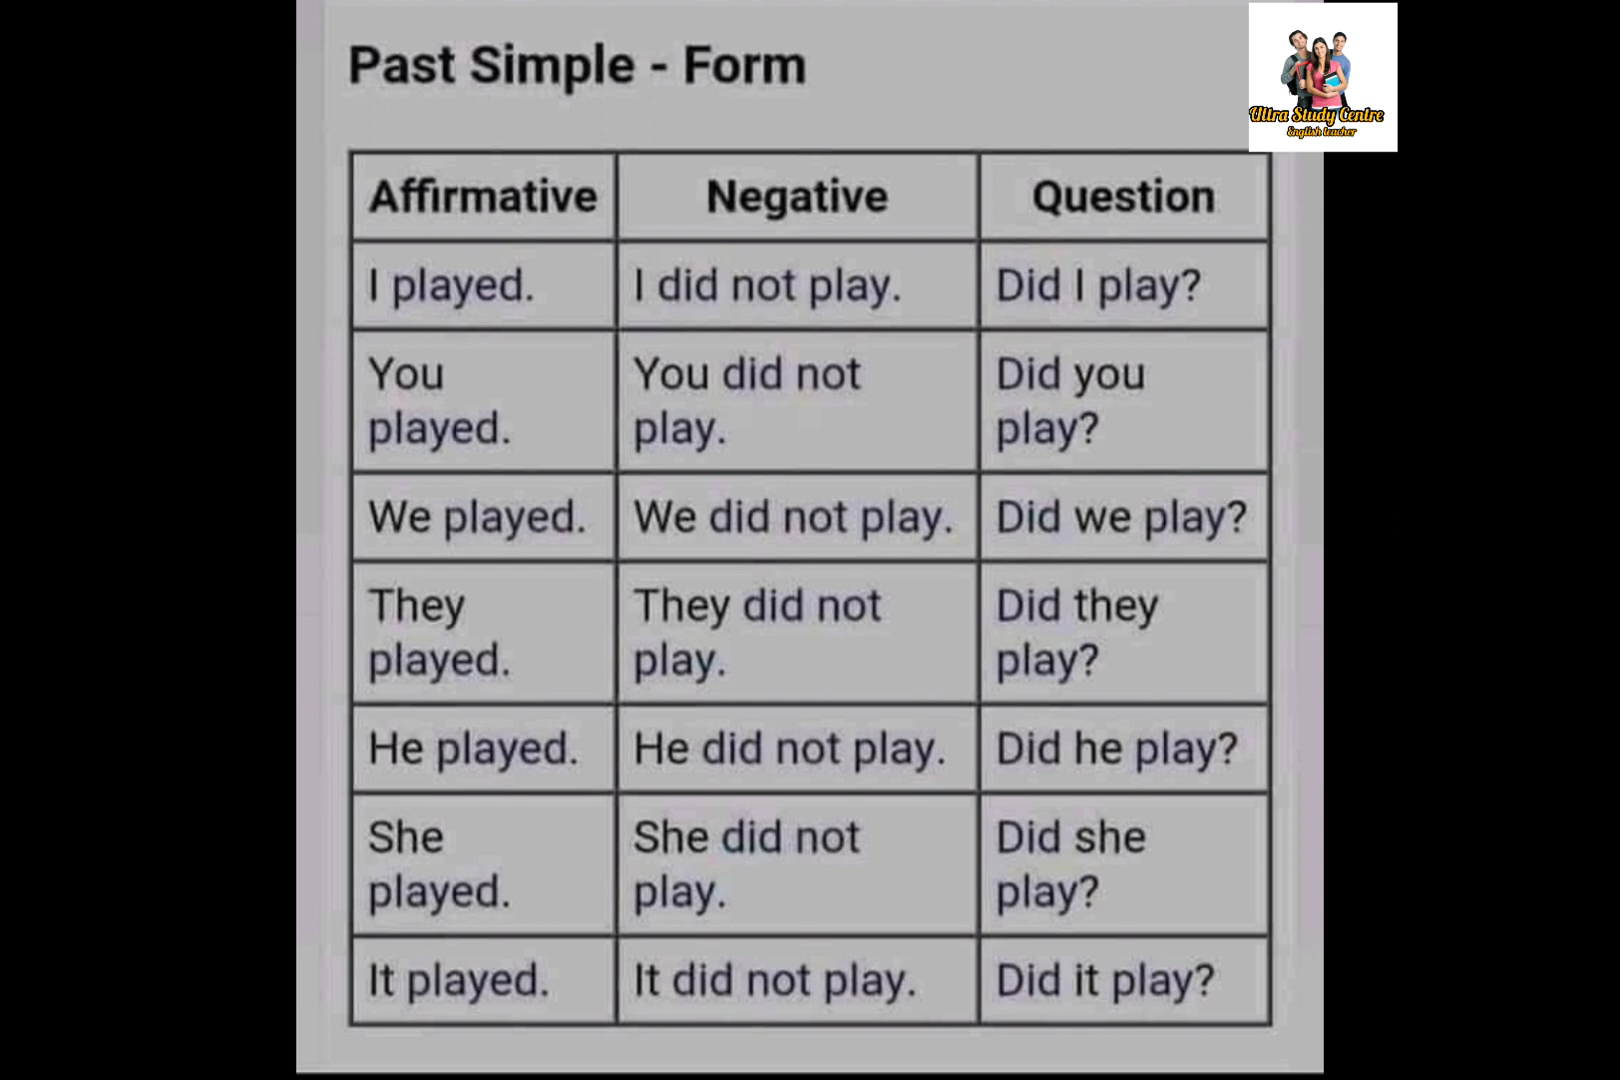 Past Simple - Form
Ultra Study Centre
English teacher
Affirmative Negative Question
I played. I did not play. Did I play?
You
played.
You did not
play.
Did you
play?
We played. We did not play. Did we play?
They
played.
They did not
play.
Did they
play?
He played. He did not play. Did he play?
She
played.
She did not
play.
Did she
play?
It played. It did not play. Did it play?